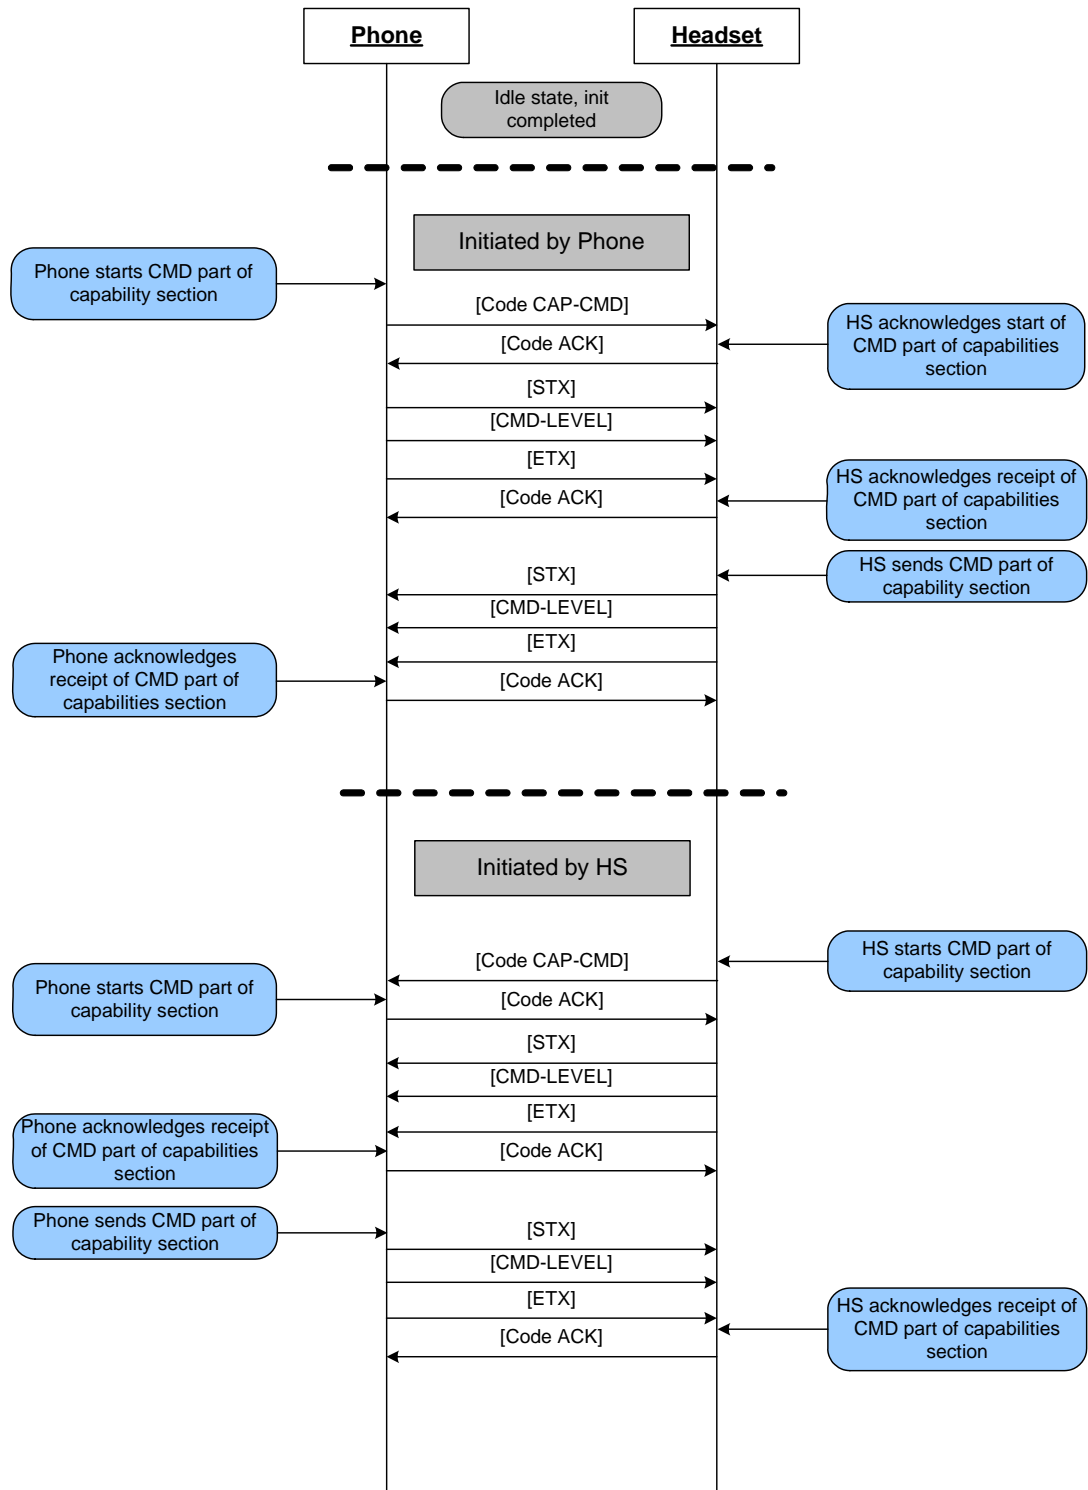 Phone
Headset
Idle state, init
completed
Initiated by Phone
Phone starts CMD part of
capability section
[Code CAP-CMD]
HS acknowledges start of
CMD part of capabilities
section
[Code ACK]
[STX]
[CMD-LEVEL]
[ETX]
HS acknowledges receipt of
CMD part of capabilities
section
[Code ACK]
HS sends CMD part of
capability section
[STX]
[CMD-LEVEL]
[ETX]
Phone acknowledges
receipt of CMD part of
capabilities section
[Code ACK]
Initiated by HS
HS starts CMD part of
capability section
[Code CAP-CMD]
Phone starts CMD part of
capability section
[Code ACK]
[STX]
[CMD-LEVEL]
[ETX]
Phone acknowledges receipt
of CMD part of capabilities
section
[Code ACK]
Phone sends CMD part of
capability section
[STX]
[CMD-LEVEL]
[ETX]
HS acknowledges receipt of
CMD part of capabilities
section
[Code ACK]